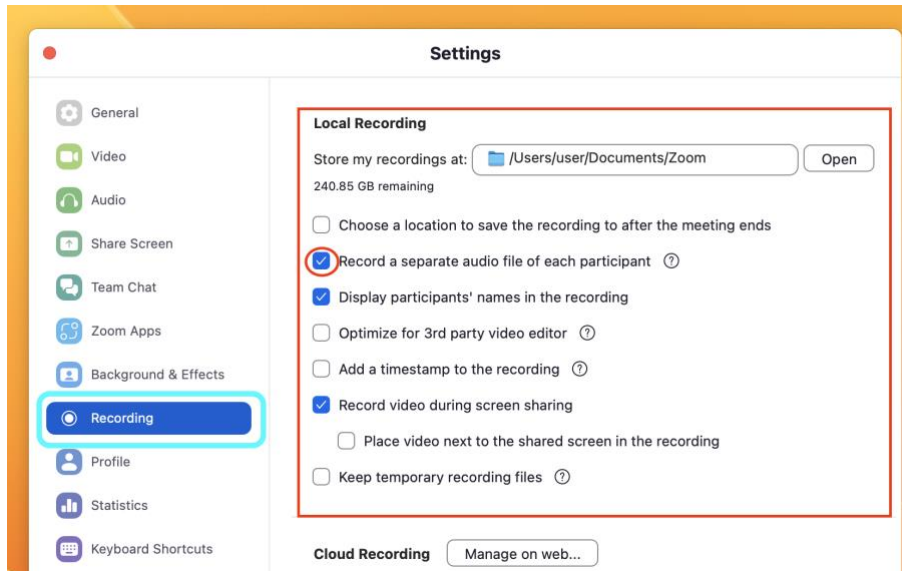 Settings
General
Video
Audio
Share Screen
Team Chat
Zoom Apps
Background & Effects
Recording
Profile
Statistics
Keyboard Shortcuts
Local Recording
Store my recordings at: /Users/user/Documents/Zoom Open
240.85 GB remaining
Choose a location to save the recording to after the meeting ends
Record a separate audio file of each participant ?
Display participants' names in the recording
Optimize for 3rd party video editor ?
Add a timestamp to the recording ?
Record video during screen sharing
Place video next to the shared screen in the recording
Keep temporary recording files ?
Cloud Recording Manage on web...